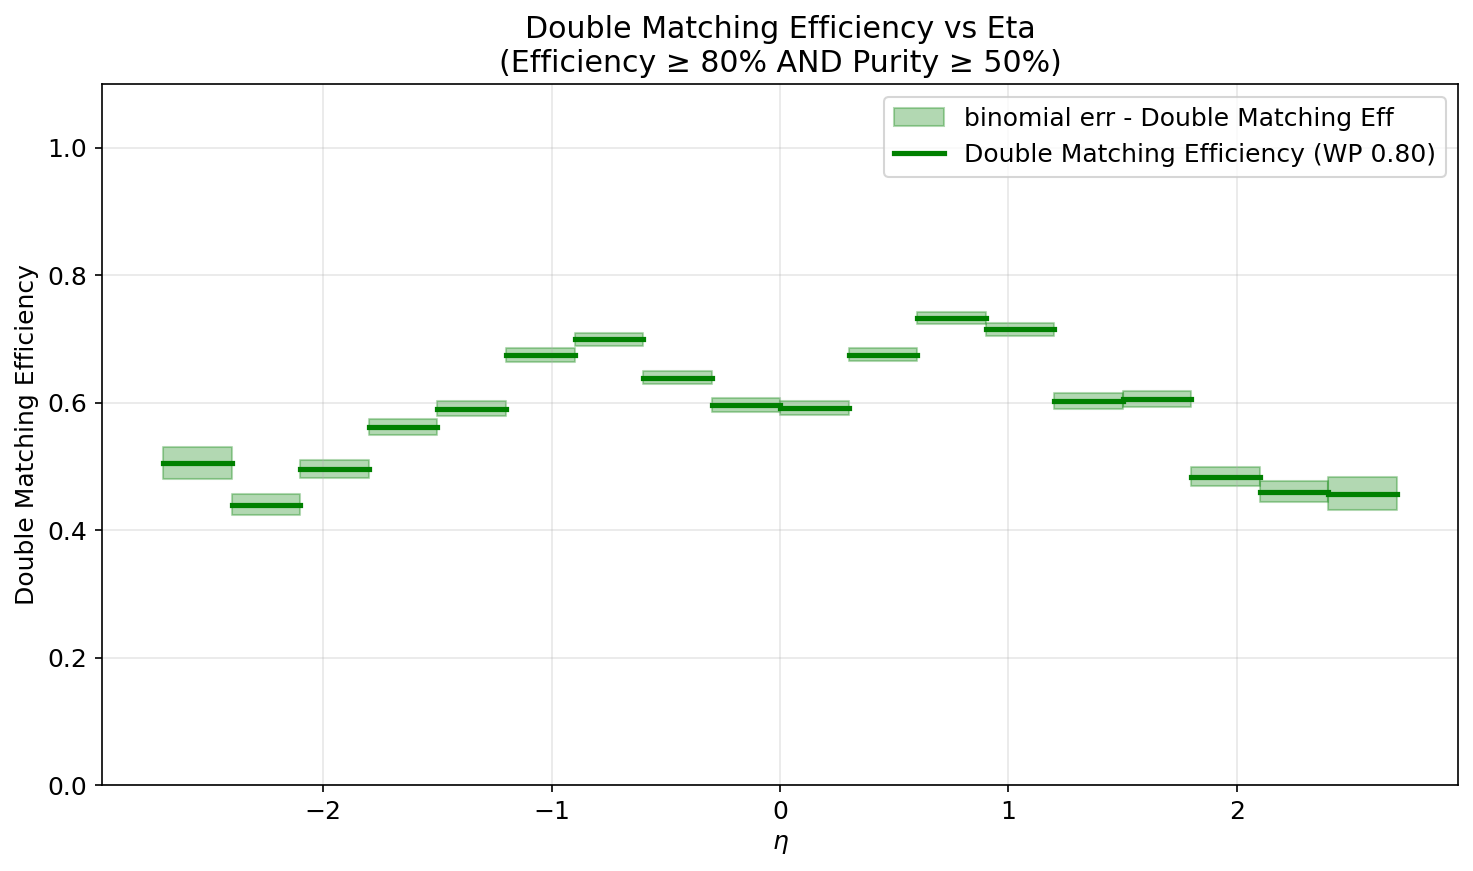 Double Matching Efficiency vs Eta
(Efficiency ≥ 80% AND Purity ≥ 50%)
binomial err - Double Matching Eff
Double Matching Efficiency (WP 0.80)
Double Matching Efficiency
1.0
0.8
0.6
0.4
0.2
0.0
−2
−1
0
1
2
η